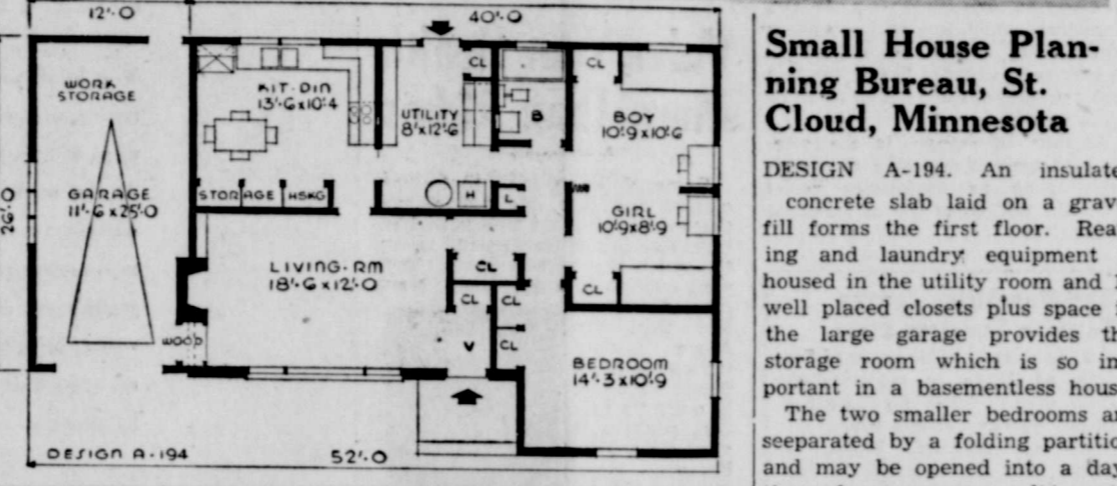 12'-0
40'-0
WORK
STORAGE
KIT-DIN
13'-6x10'-4
CL
CL
UTILITY
8'x12'-6
B
BOY
10'-9x10'-6
26'-0
GARAGE
11'-6x25'-0
STORAGE
HSKG
H
L
GIRL
10'-9x8'-9
LIVING-RM
18'-6x12'-0
CL
CL
CL
CL
WOOD
V
CL
BEDROOM
14'-3x10'-9
DESIGN A-194
52'-0
Small House Plan-
ning Bureau, St.
Cloud, Minnesota
DESIGN A-194. An insulate
concrete slab laid on a grav
fill forms the first floor. Rea
ing and laundry equipment
housed in the utility room and
well placed closets plus space
the large garage provides th
storage room which is so im
portant in a basementless hous
The two smaller bedrooms a
seeparated by a folding partitio
and may be opened into a day